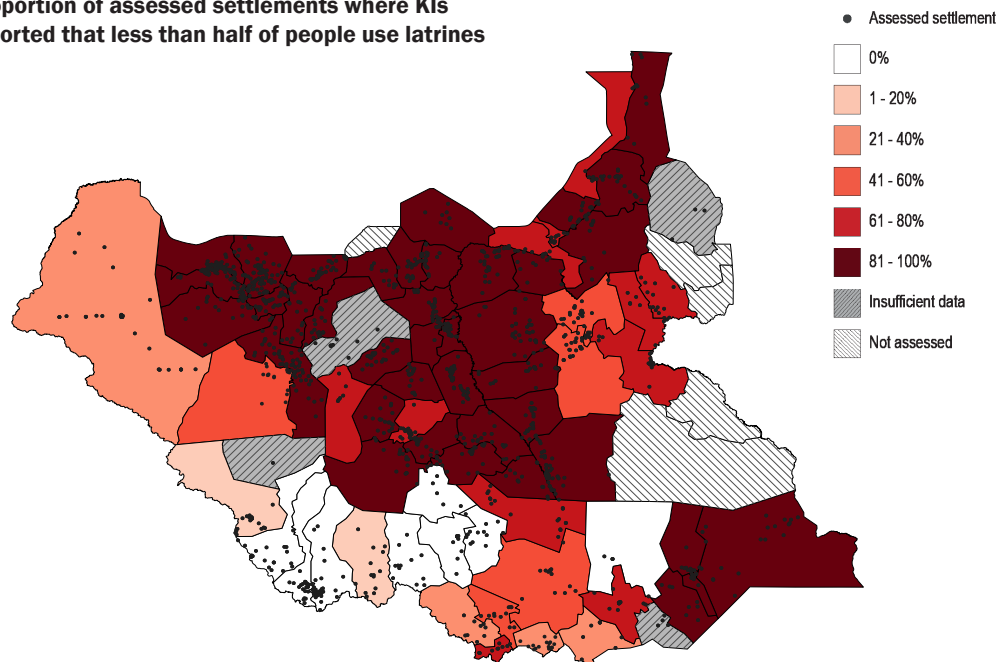 portion of assessed settlements where KIs
orted that less than half of people use latrines
Assessed settlement
0%
1 - 20%
21 - 40%
41 - 60%
61 - 80%
81 - 100%
Insufficient data
Not assessed